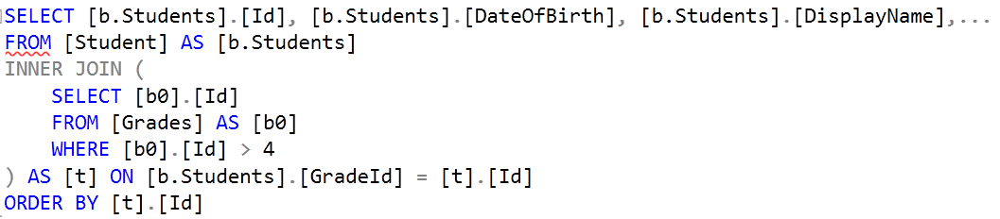 SELECT [b.Students].[Id], [b.Students].[DateOfBirth], [b.Students].[DisplayName],...
FROM [Student] AS [b.Students]
INNER JOIN (
    SELECT [b0].[Id]
    FROM [Grades] AS [b0]
    WHERE [b0].[Id] > 4
) AS [t] ON [b.Students].[GradeId] = [t].[Id]
ORDER BY [t].[Id]